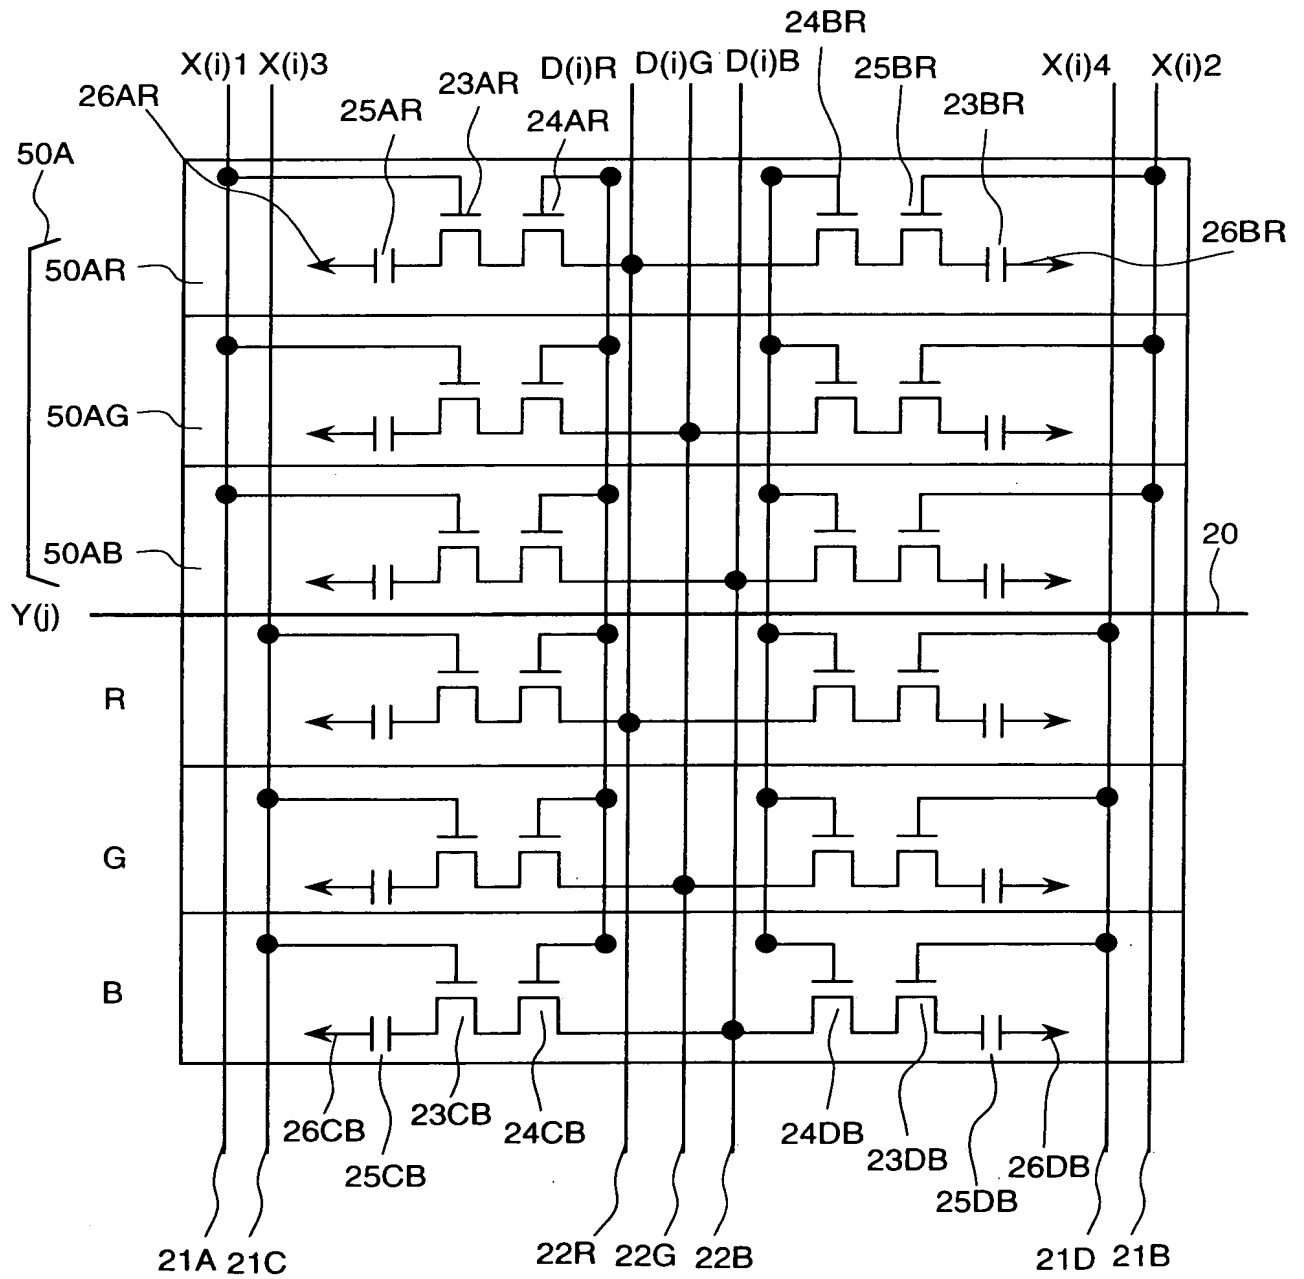 24BR
X(i)1 X(i)3 D(i)R D(i)G D(i)B X(i)4 X(i)2
26AR 25AR 23AR 24AR 25BR 23BR
50A
26BR
50AR
50AG
50AB
20
Y(j)
R
G
B
26CB 25CB 23CB 24CB 24DB 23DB 25DB 26DB
21A 21C 22R 22G 22B 21D 21B